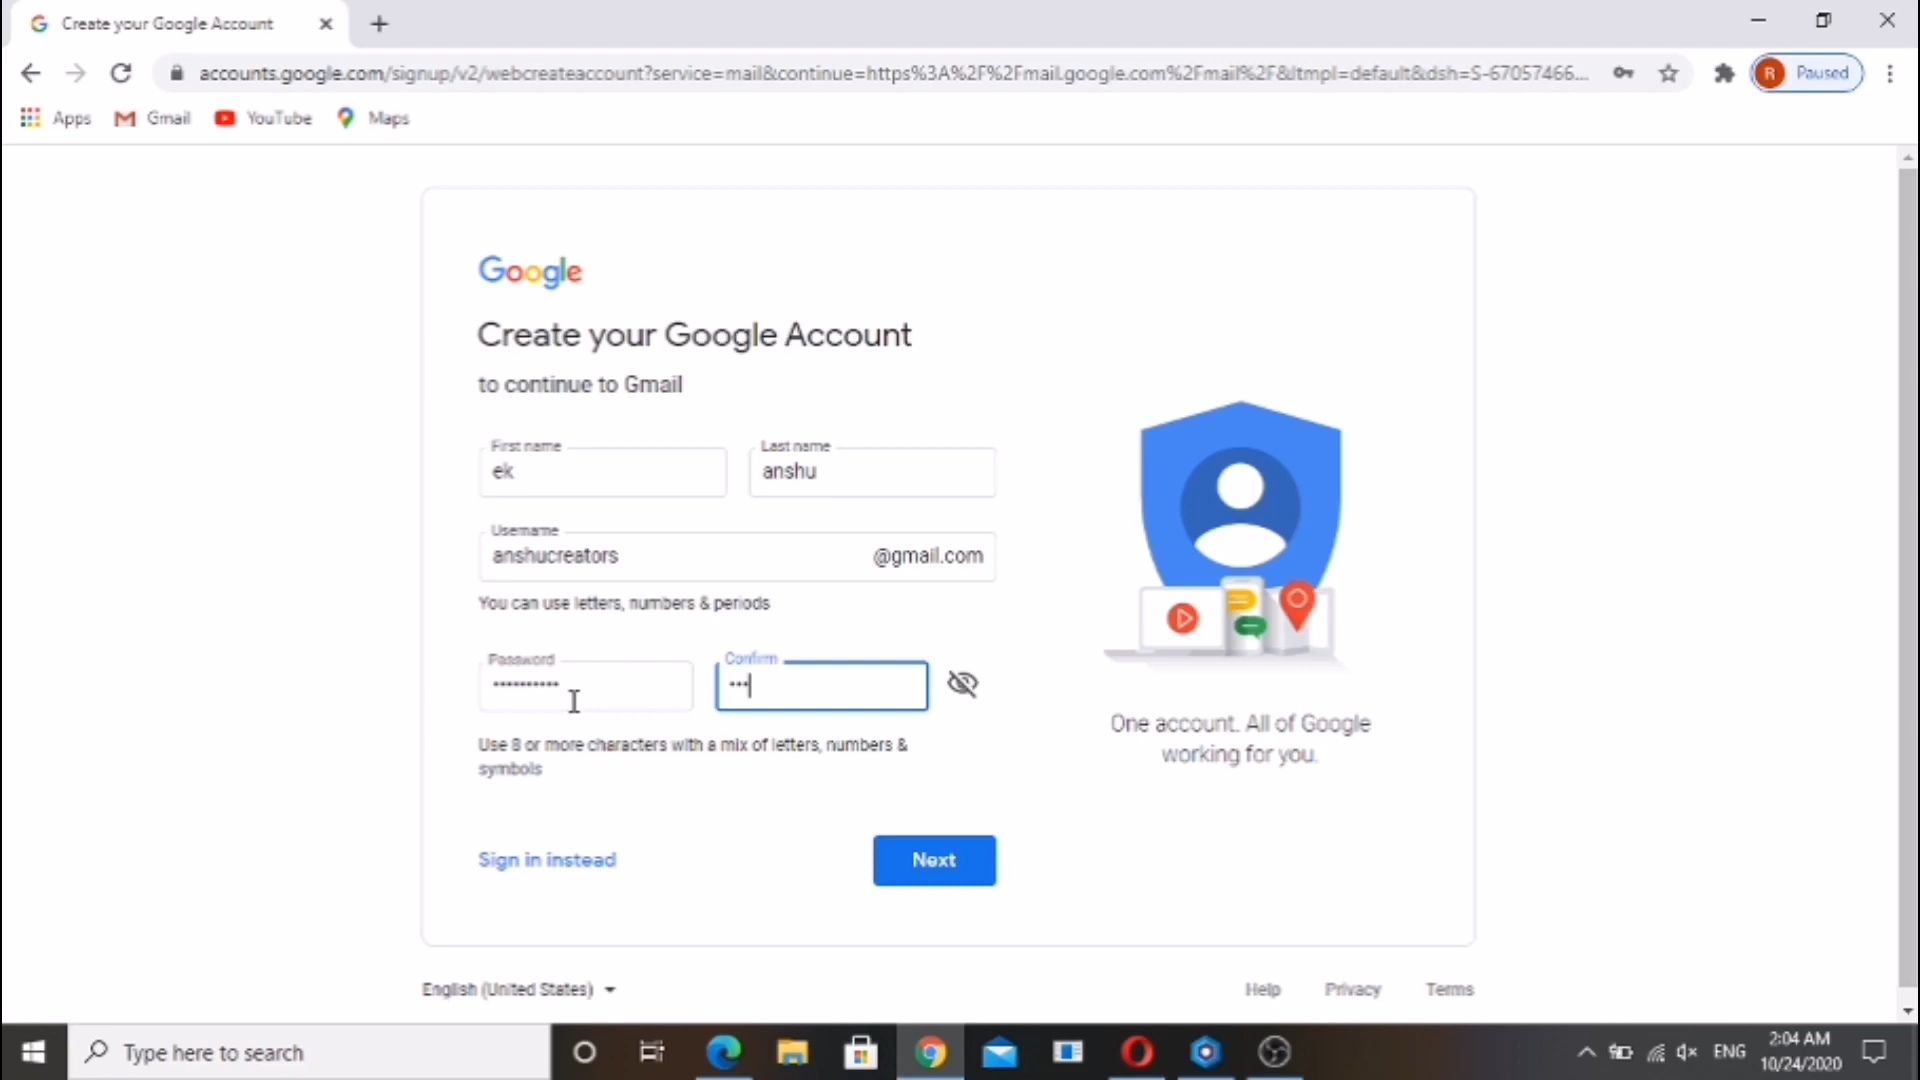 Create your Google Account
accounts.google.com/signup/v2/webcreateaccount?service=mail&continue=https%3A%2F%2Fmail.google.com%2Fmail%2F&ltmpl=default&dsh=S-67057466...
R Paused
Apps Gmail YouTube Maps
Google
Create your Google Account
to continue to Gmail
First name
ek
Last name
anshu
Username
anshucreators @gmail.com
You can use letters, numbers & periods
Password
Confirm
Use 8 or more characters with a mix of letters, numbers &
symbols
One account. All of Google
working for you.
Sign in instead
Next
English (United States)
Help Privacy Terms
Type here to search
ENG
2:04 AM
10/24/2020